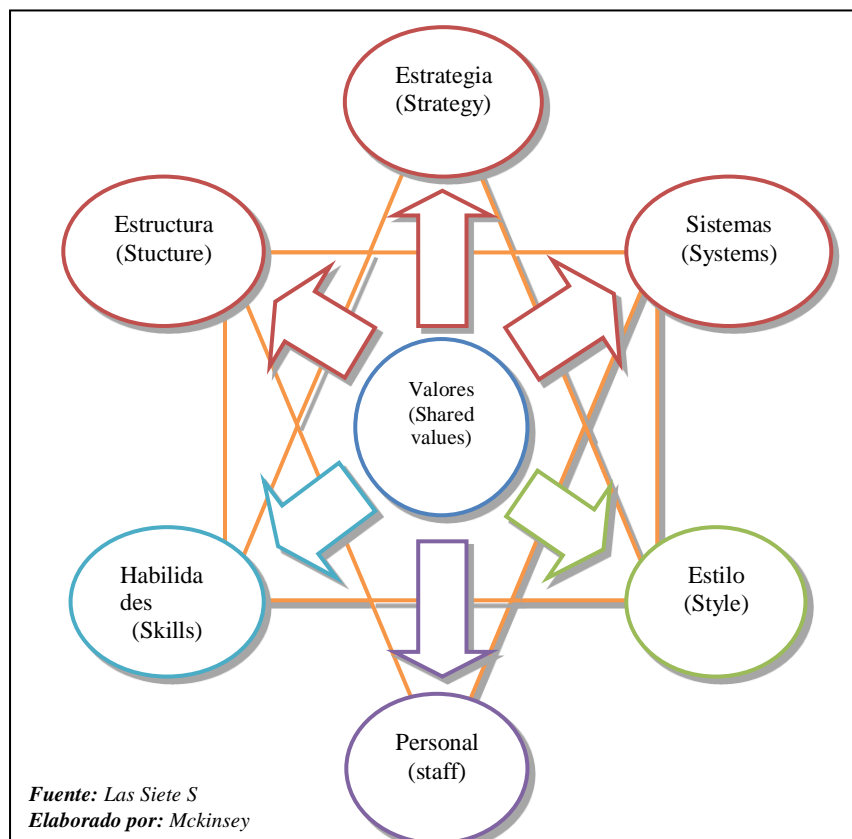 Estrategia
(Strategy)
Estructura
(Stucture)
Sistemas
(Systems)
Valores
(Shared
values)
Habilida
des
(Skills)
Estilo
(Style)
Personal
(staff)
Fuente: Las Siete S
Elaborado por: Mckinsey